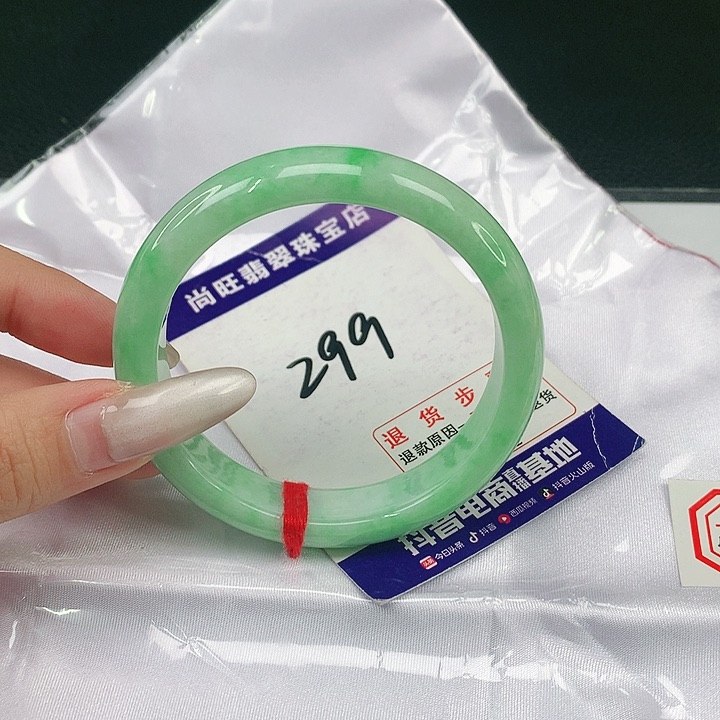 尚旺翡翠珠宝店
299
退货步
退款原因
退货
抖音电商直播基地
今日头条 抖音 西瓜视频 抖音火山版